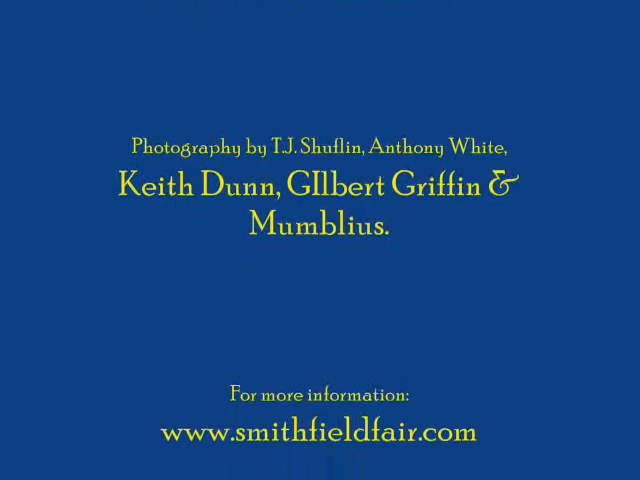 Photography by T.J. Shuflin, Anthony White,
Keith Dunn, GIlbert Griffin &
Mumblius.
For more information:
www.smithfieldfair.com